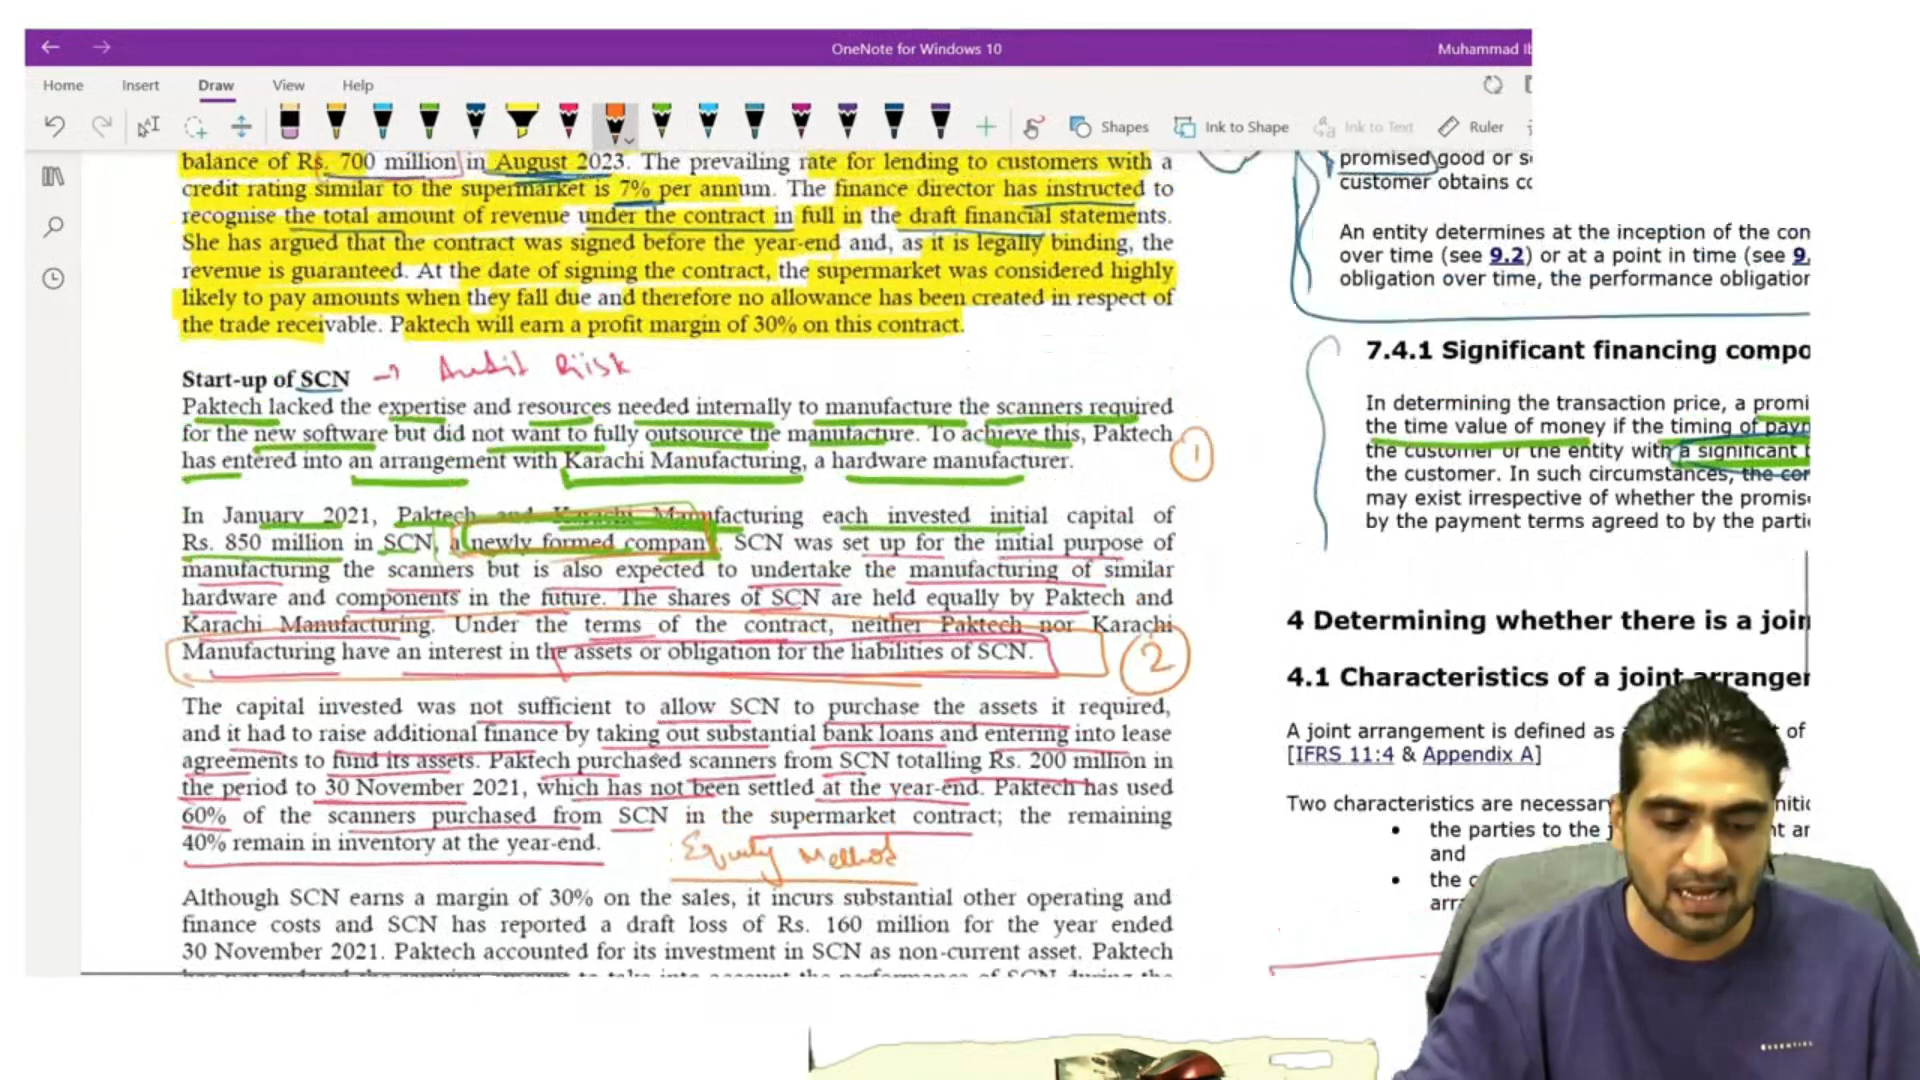 OneNote for Windows 10
Muhammad Ib
Home Insert Draw View Help
Shapes Ink to Shape Ink to Text Ruler
balance of Rs. 700 million in August 2023. The prevailing rate for lending to customers with a
credit rating similar to the supermarket is 7% per annum. The finance director has instructed to
recognise the total amount of revenue under the contract in full in the draft financial statements.
She has argued that the contract was signed before the year-end and, as it is legally binding, the
revenue is guaranteed. At the date of signing the contract, the supermarket was considered highly
likely to pay amounts when they fall due and therefore no allowance has been created in respect of
the trade receivable. Paktech will earn a profit margin of 30% on this contract.
Start-up of SCN → Audit Risk
Paktech lacked the expertise and resources needed internally to manufacture the scanners required
for the new software but did not want to fully outsource the manufacture. To achieve this, Paktech
has entered into an arrangement with Karachi Manufacturing, a hardware manufacturer.
1
In January 2021, Paktech and Karachi Manufacturing each invested initial capital of
Rs. 850 million in SCN, a newly formed compan. SCN was set up for the initial purpose of
manufacturing the scanners but is also expected to undertake the manufacturing of similar
hardware and components in the future. The shares of SCN are held equally by Paktech and
Karachi Manufacturing. Under the terms of the contract, neither Paktech nor Karachi
Manufacturing have an interest in the assets or obligation for the liabilities of SCN.
2
The capital invested was not sufficient to allow SCN to purchase the assets it required,
and it had to raise additional finance by taking out substantial bank loans and entering into lease
agreements to fund its assets. Paktech purchased scanners from SCN totalling Rs. 200 million in
the period to 30 November 2021, which has not been settled at the year-end. Paktech has used
60% of the scanners purchased from SCN in the supermarket contract; the remaining
40% remain in inventory at the year-end.
Equity Method
Although SCN earns a margin of 30% on the sales, it incurs substantial other operating and
finance costs and SCN has reported a draft loss of Rs. 160 million for the year ended
30 November 2021. Paktech accounted for its investment in SCN as non-current asset. Paktech
promised good or s
customer obtains cc
An entity determines at the inception of the con
over time (see 9.2) or at a point in time (see 9.
obligation over time, the performance obligation
7.4.1 Significant financing compo
In determining the transaction price, a promi
the time value of money if the timing of payn
the customer or the entity with a significant b
the customer. In such circumstances, the cor
may exist irrespective of whether the promis
by the payment terms agreed to by the parti
4 Determining whether there is a join
4.1 Characteristics of a joint arrangem
A joint arrangement is defined as of
[IFRS 11:4 & Appendix A]
Two characteristics are necessary nitic
• the parties to the j nt ar
and
• the c
arr
ESSENTIAL